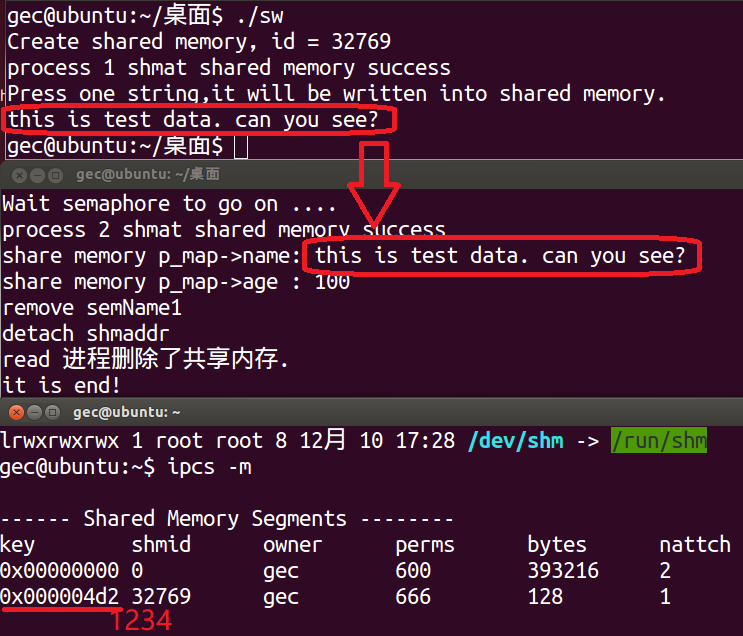 gec@ubuntu:~/桌面$ ./sw
Create shared memory, id = 32769
process 1 shmat shared memory success
Press one string,it will be written into shared memory.
this is test data. can you see?
gec@ubuntu:~/桌面$
gec@ubuntu: ~/桌面
Wait semaphore to go on ....
process 2 shmat shared memory success
share memory p_map->name: this is test data. can you see?
share memory p_map->age : 100
remove semName1
detach shmaddr
read 进程删除了共享内存.
it is end!
gec@ubuntu: ~
lrwxrwxrwx 1 root root 8 12月 10 17:28 /dev/shm -> /run/shm
gec@ubuntu:~$ ipcs -m
------ Shared Memory Segments --------
key shmid owner perms bytes nattch
0x00000000 0 gec 600 393216 2
0x000004d2 32769 gec 666 128 1
1234